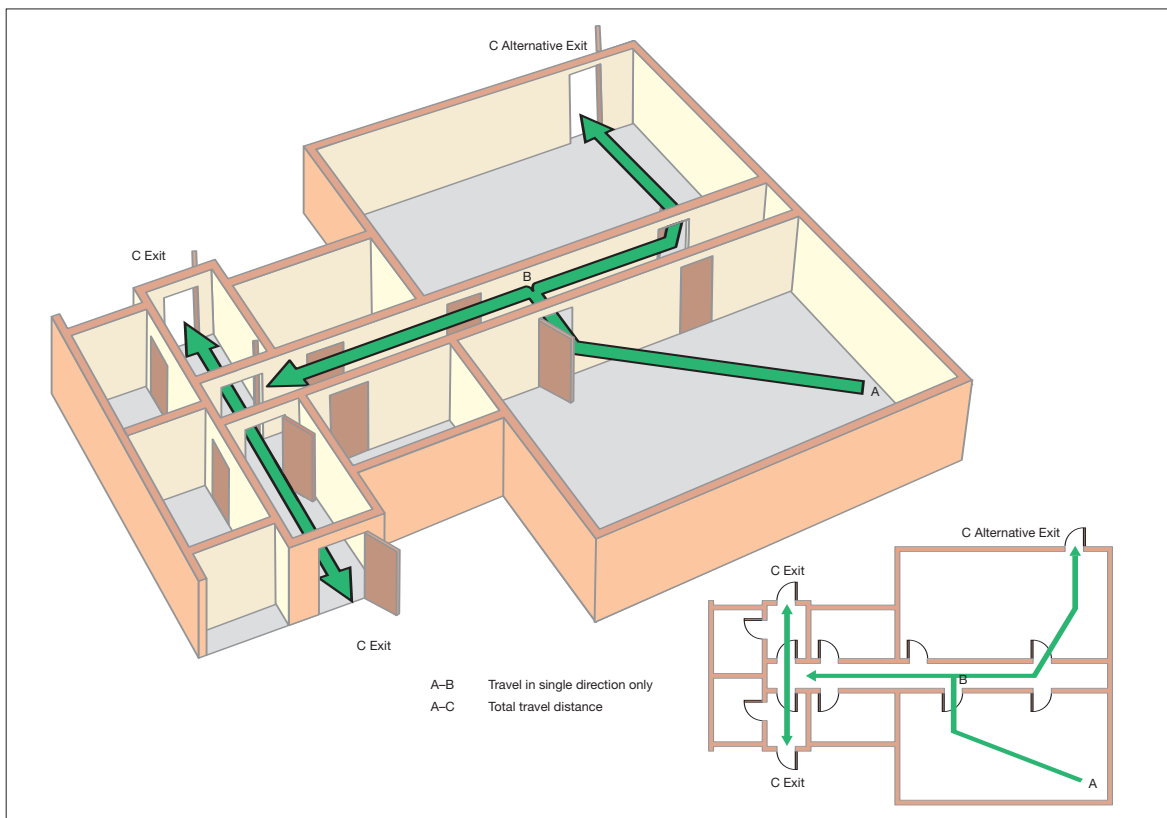 C Alternative Exit
C Exit
B
A
C Exit
A–B Travel in single direction only
A–C Total travel distance
C Alternative Exit
C Exit
B
A
C Exit